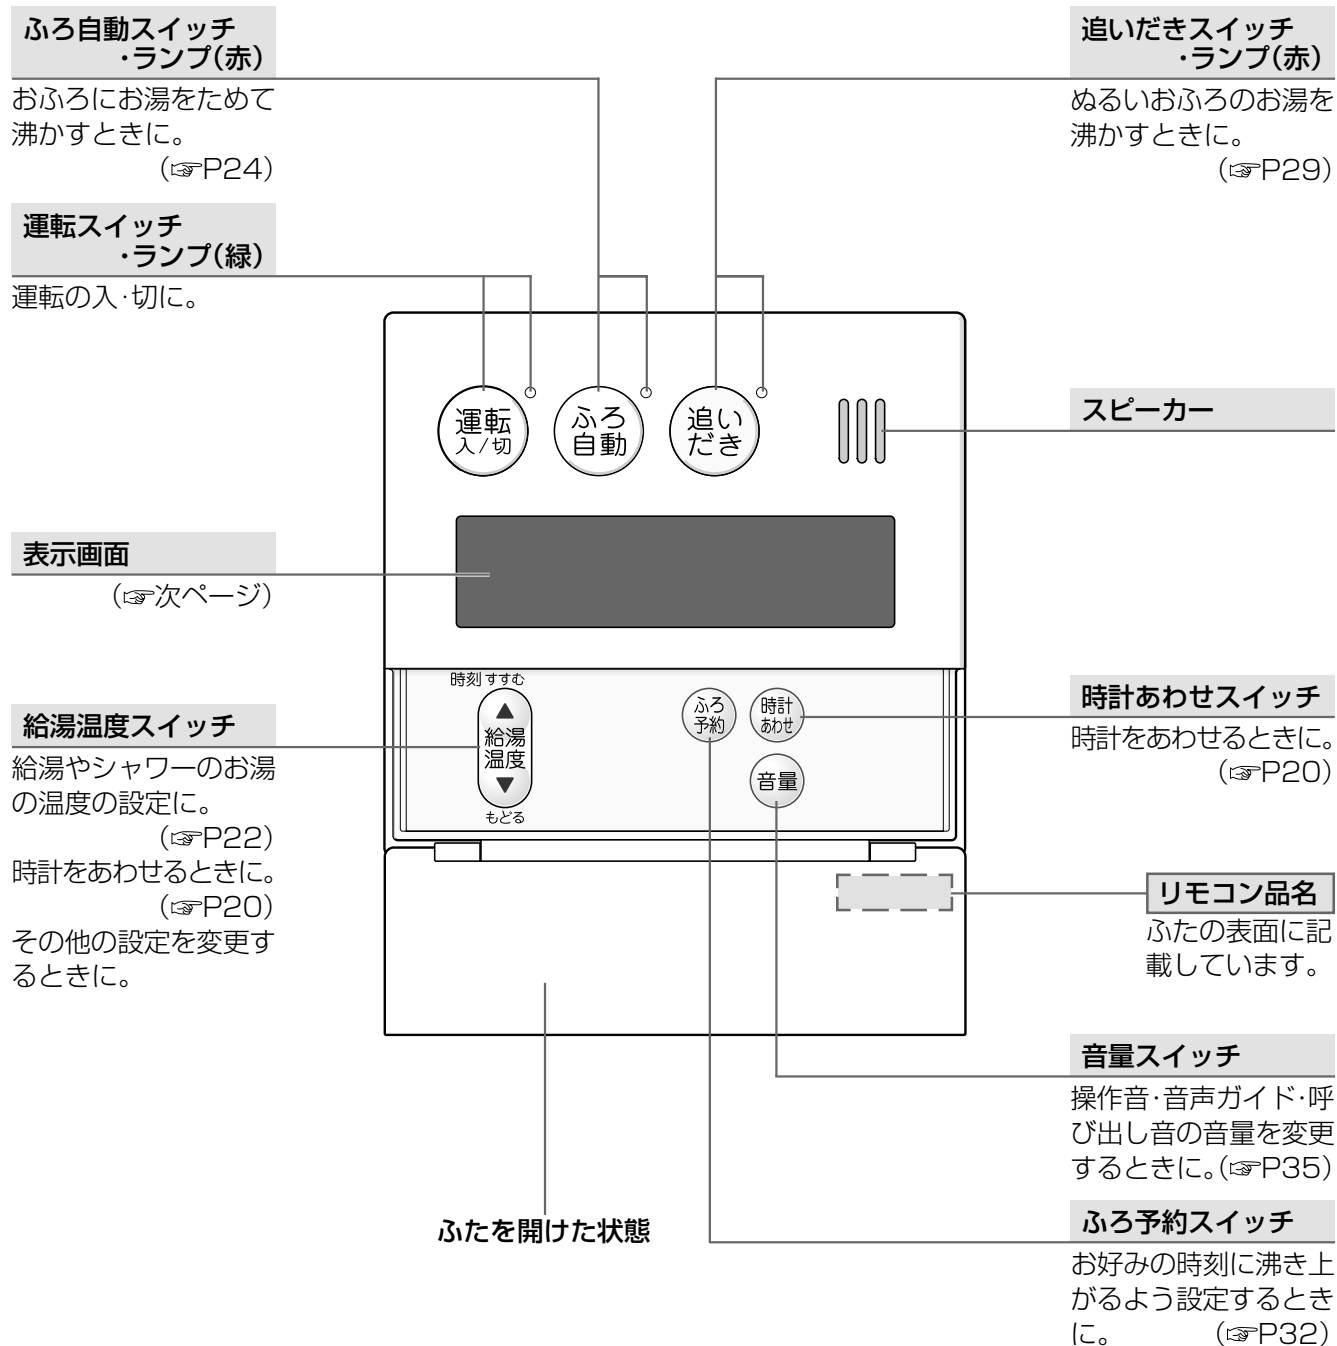 ふろ自動スイッチ
・ランプ(赤)
おふろにお湯をためて
沸かすときに。
(☞P24)
運転スイッチ
・ランプ(緑)
運転の入・切に。
表示画面
(☞次ページ)
給湯温度スイッチ
給湯やシャワーのお湯
の温度の設定に。
(☞P22)
時計をあわせるときに。
(☞P20)
その他の設定を変更す
るときに。
運転
入/切
ふろ
自動
追い
だき
時刻 すすむ
▲
給湯
温度
▼
もどる
ふろ
予約
時計
あわせ
音量
ふたを開けた状態
追いだきスイッチ
・ランプ(赤)
ぬるいおふろのお湯を
沸かすときに。
(☞P29)
スピーカー
時計あわせスイッチ
時計をあわせるときに。
(☞P20)
リモコン品名
ふたの表面に記
載しています。
音量スイッチ
操作音・音声ガイド・呼
び出し音の音量を変更
するときに。(☞P35)
ふろ予約スイッチ
お好みの時刻に沸き上
がるよう設定するとき
に。 (☞P32)